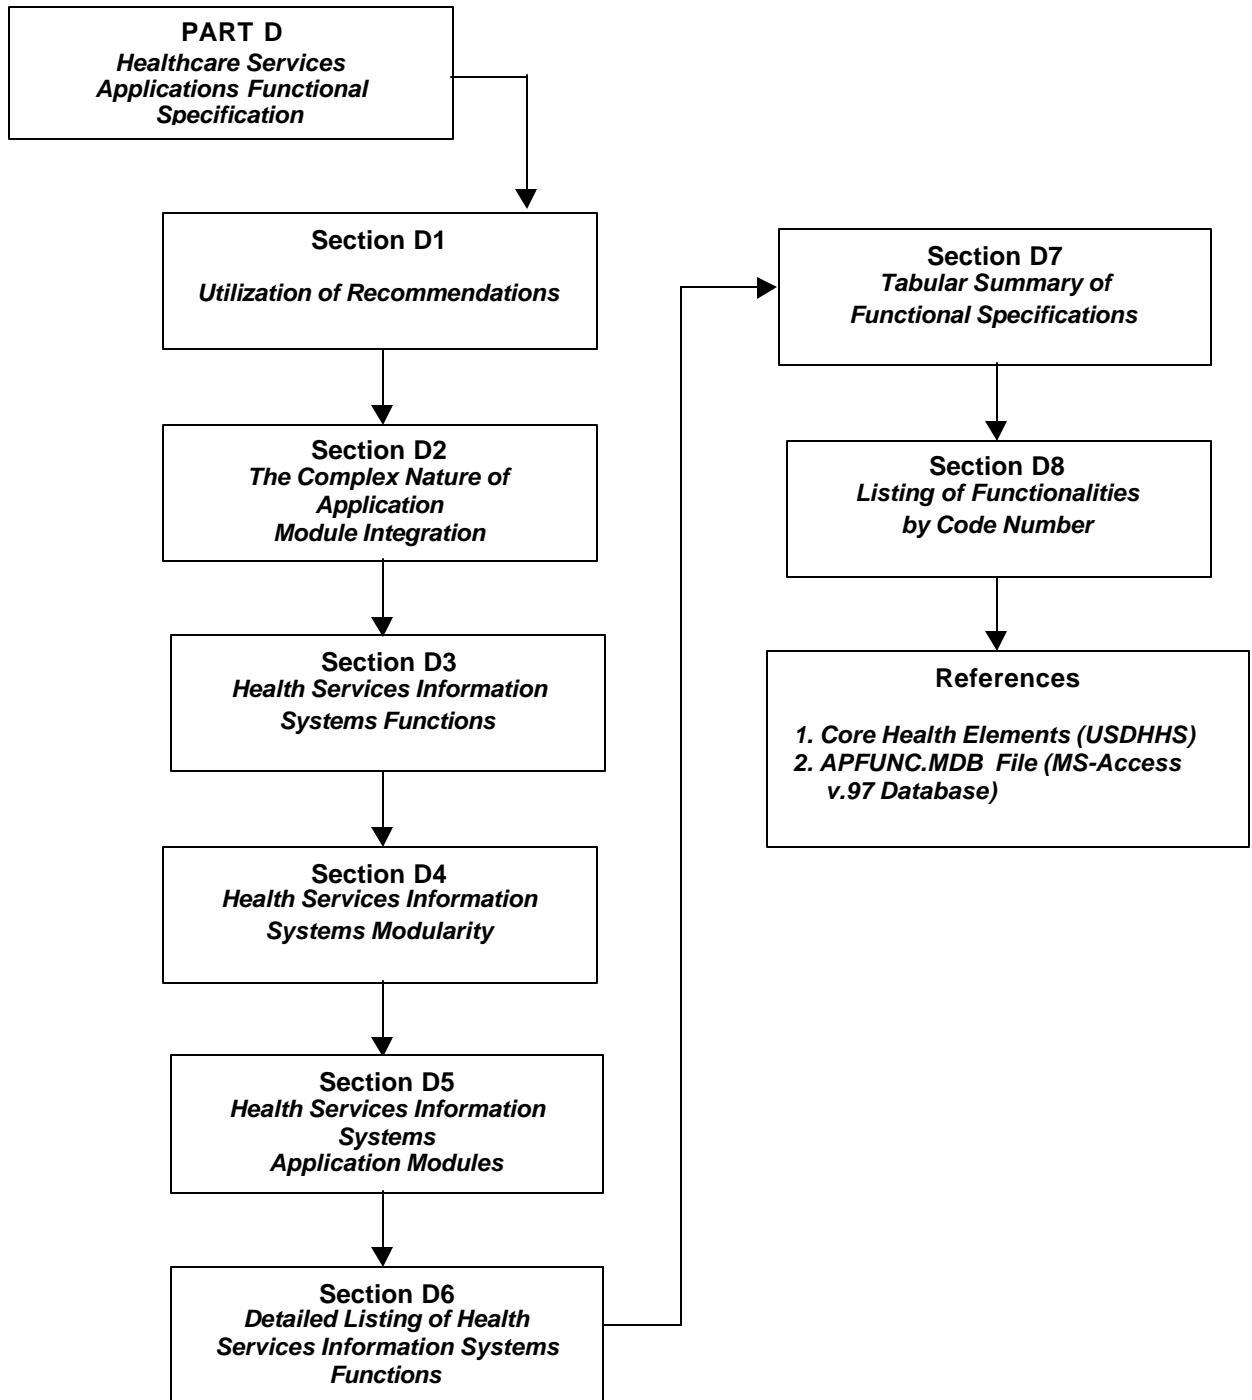 PART D
Healthcare Services
Applications Functional
Specification
Section D1
Utilization of Recommendations
Section D2
The Complex Nature of
Application
Module Integration
Section D3
Health Services Information
Systems Functions
Section D4
Health Services Information
Systems Modularity
Section D5
Health Services Information
Systems
Application Modules
Section D6
Detailed Listing of Health
Services Information Systems
Functions
Section D7
Tabular Summary of
Functional Specifications
Section D8
Listing of Functionalities
by Code Number
References
1. Core Health Elements (USDHHS)
2. APFUNC.MDB File (MS-Access
v.97 Database)